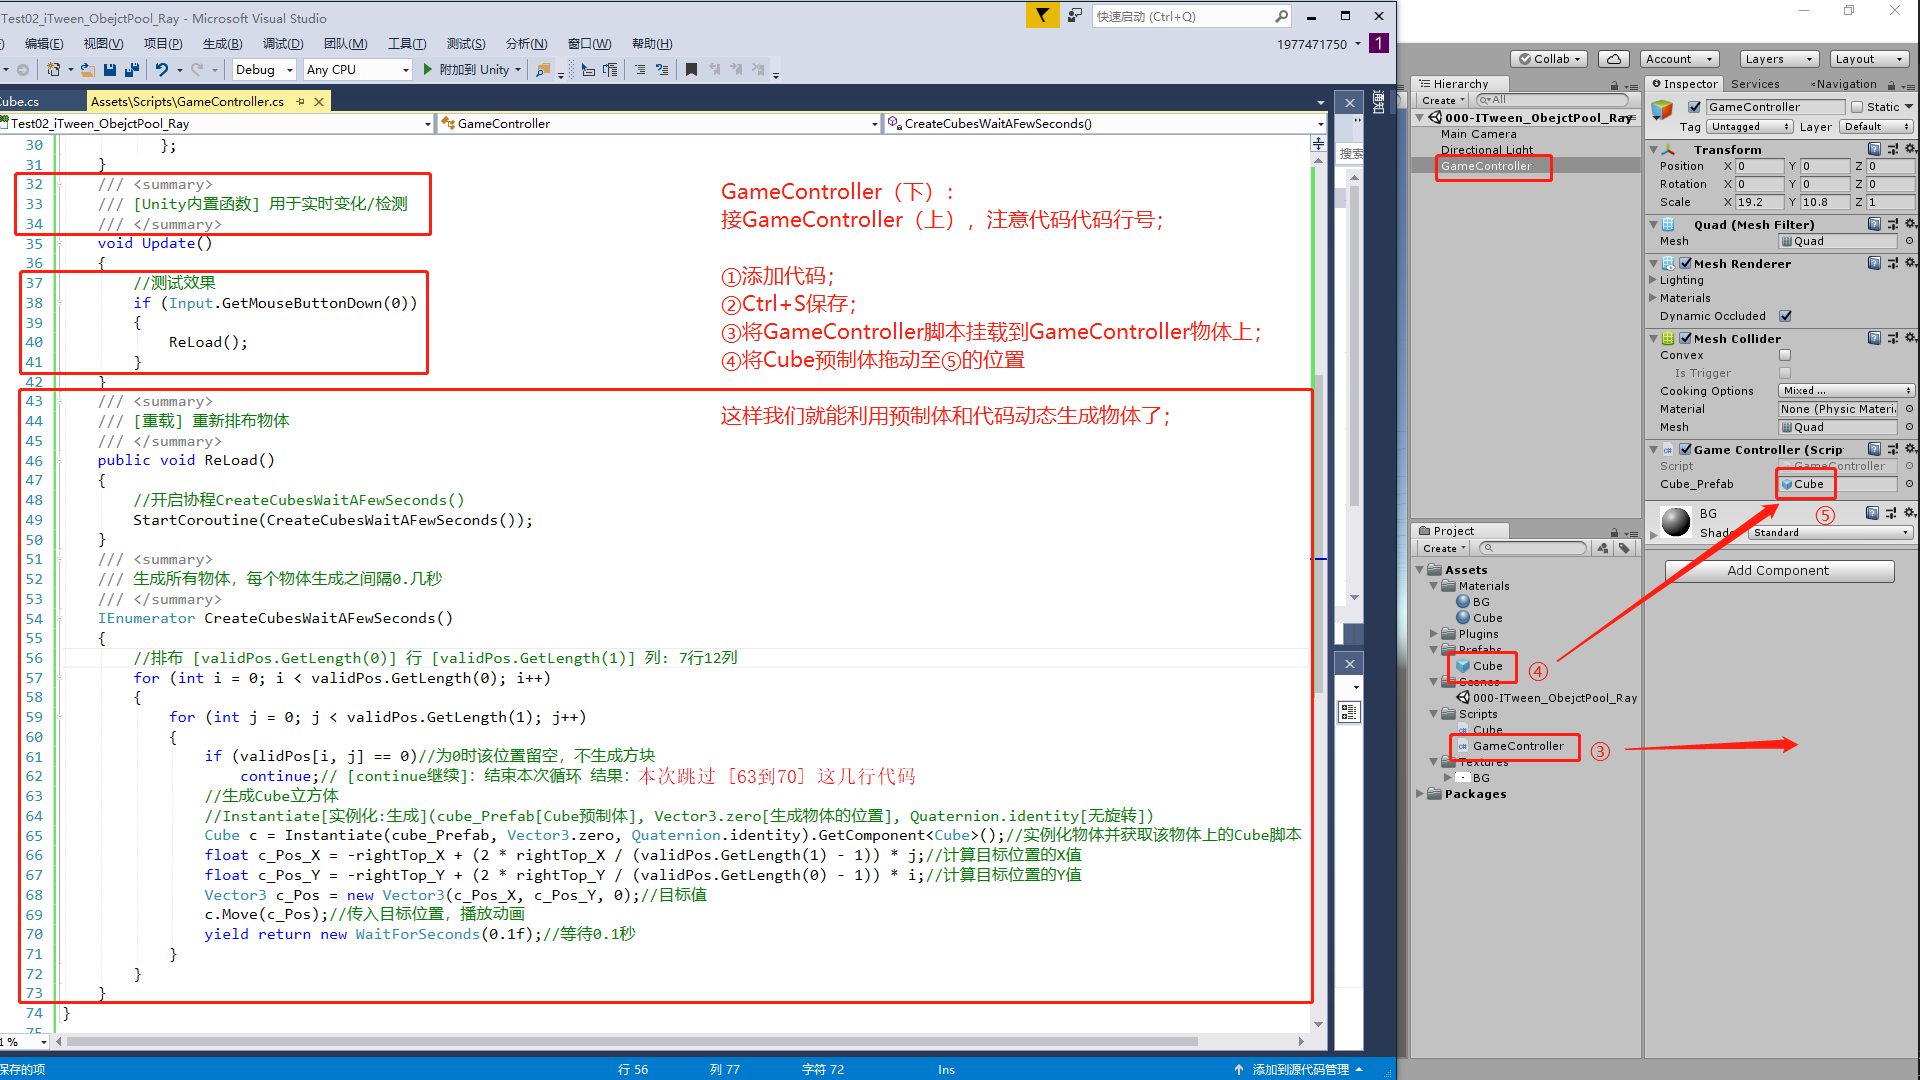 Test02_iTween_ObejctPool_Ray - Microsoft Visual Studio
快速启动 (Ctrl+Q)
编辑(E) 视图(V) 项目(P) 生成(B) 调试(D) 团队(M) 工具(T) 测试(S) 分析(N) 窗口(W) 帮助(H)
1977471750 1
Debug Any CPU 附加到 Unity
Cube.cs Assets\Scripts\GameController.cs
Test02_iTween_ObejctPool_Ray GameController CreateCubesWaitAFewSeconds()
30 };
31 }
32 /// <summary>
33 /// [Unity内置函数] 用于实时变化/检测
34 /// </summary>
35 void Update()
36 {
37 //测试效果
38 if (Input.GetMouseButtonDown(0))
39 {
40 ReLoad();
41 }
42 }
43 /// <summary>
44 /// [重载] 重新排布物体
45 /// </summary>
46 public void ReLoad()
47 {
48 //开启协程CreateCubesWaitAFewSeconds()
49 StartCoroutine(CreateCubesWaitAFewSeconds());
50 }
51 /// <summary>
52 /// 生成所有物体, 每个物体生成之间隔0.几秒
53 /// </summary>
54 IEnumerator CreateCubesWaitAFewSeconds()
55 {
56 //排布 [validPos.GetLength(0)] 行 [validPos.GetLength(1)] 列: 7行12列
57 for (int i = 0; i < validPos.GetLength(0); i++)
58 {
59 for (int j = 0; j < validPos.GetLength(1); j++)
60 {
61 if (validPos[i, j] == 0)//为0时该位置留空, 不生成方块
62 continue;// [continue继续]: 结束本次循环 结果: 本次跳过 [63到70] 这几行代码
63 //生成Cube立方体
64 //Instantiate[实例化:生成](cube_Prefab[Cube预制体], Vector3.zero[生成物体的位置], Quaternion.identity[无旋转])
65 Cube c = Instantiate(cube_Prefab, Vector3.zero, Quaternion.identity).GetComponent<Cube>();//实例化物体并获取该物体上的Cube脚本
66 float c_Pos_X = -rightTop_X + (2 * rightTop_X / (validPos.GetLength(1) - 1)) * j;//计算目标位置的X值
67 float c_Pos_Y = -rightTop_Y + (2 * rightTop_Y / (validPos.GetLength(0) - 1)) * i;//计算目标位置的Y值
68 Vector3 c_Pos = new Vector3(c_Pos_X, c_Pos_Y, 0);//目标值
69 c.Move(c_Pos);//传入目标位置, 播放动画
70 yield return new WaitForSeconds(0.1f);//等待0.1秒
71 }
72 }
73 }
74 }
75
GameController（下）：
接GameController（上），注意代码代码行号；
①添加代码；
②Ctrl+S保存；
③将GameController脚本挂载到GameController物体上；
④将Cube预制体拖动至⑤的位置
这样我们就能利用预制体和代码动态生成物体了；
通知
搜索
1 %
保存的项 行 56 列 77 字符 72 Ins 添加到源代码管理
Collab Account Layers Layout
Hierarchy
Create All
000-ITween_ObejctPool_Ray
Main Camera
Directional Light
GameController
Project
Create
Assets
Materials
BG
Cube
Plugins
Prefabs
Cube ④
Scenes
000-ITween_ObejctPool_Ray
Scripts
Cube
GameController ③
Textures
BG
Packages
Inspector Services Navigation
GameController Static
Tag Untagged Layer Default
Transform
Position X 0 Y 0 Z 0
Rotation X 0 Y 0 Z 0
Scale X 19.2 Y 10.8 Z 1
Quad (Mesh Filter)
Mesh Quad
Mesh Renderer
Lighting
Materials
Dynamic Occluded
Mesh Collider
Convex
Is Trigger
Cooking Options Mixed ...
Material None (Physic Materi
Mesh Quad
Game Controller (Scrip
Script GameController
Cube_Prefab Cube
⑤
BG
Shade Standard
Add Component